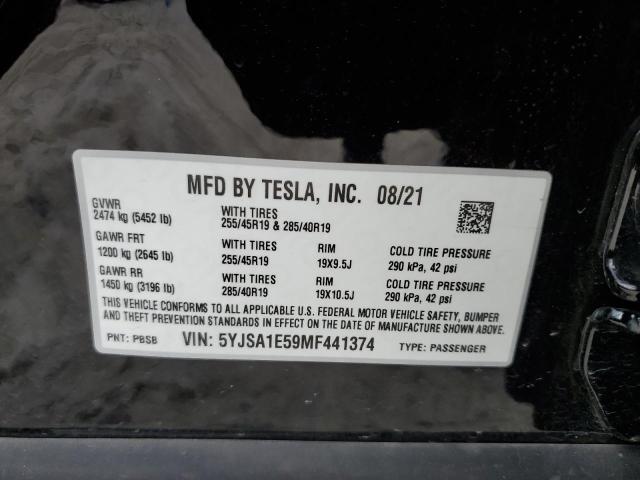 MFD BY TESLA, INC. 08/21
GVWR
2474 kg (5452 lb)
WITH TIRES
255/45R19 & 285/40R19
GAWR FRT
1200 kg (2645 lb)
WITH TIRES
255/45R19
RIM
19X9.5J
COLD TIRE PRESSURE
290 kPa, 42 psi
GAWR RR
1450 kg (3196 lb)
WITH TIRES
285/40R19
RIM
19X10.5J
COLD TIRE PRESSURE
290 kPa, 42 psi
THIS VEHICLE CONFORMS TO ALL APPLICABLE U.S. FEDERAL MOTOR VEHICLE SAFETY, BUMPER
AND THEFT PREVENTION STANDARDS IN EFFECT ON THE DATE OF MANUFACTURE SHOWN ABOVE.
PNT: PBSB VIN: 5YJSA1E59MF441374 TYPE: PASSENGER